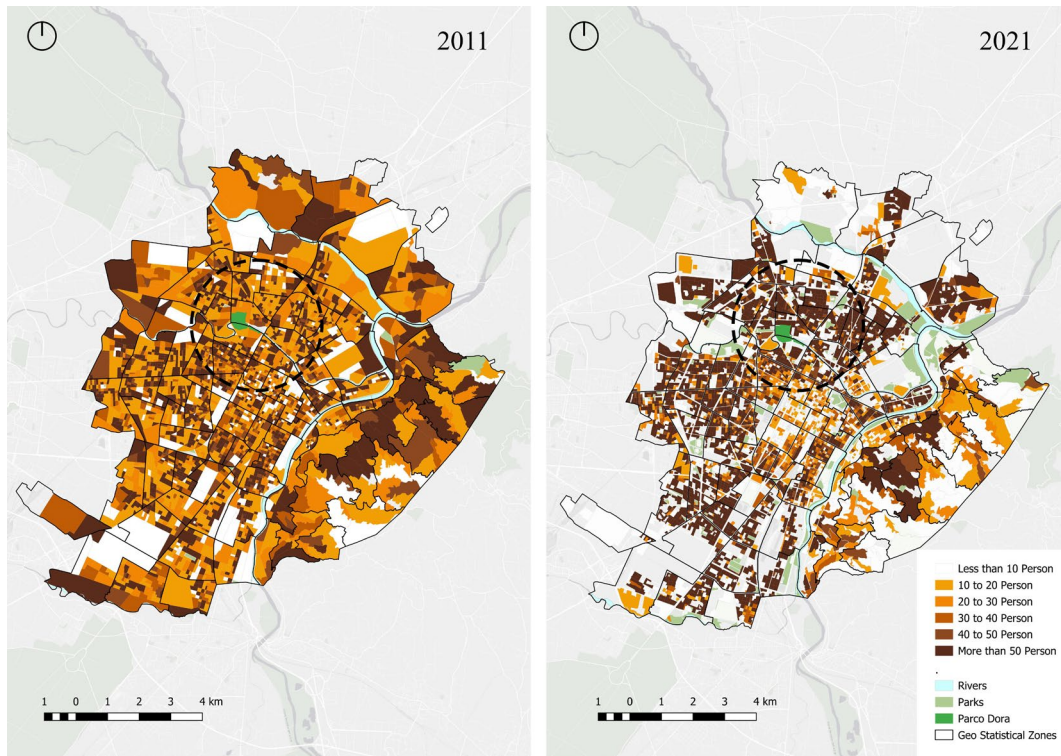 2011
2021
Less than 10 Person
10 to 20 Person
20 to 30 Person
30 to 40 Person
40 to 50 Person
More than 50 Person
.
Rivers
Parks
Parco Dora
Geo Statistical Zones
1 0 1 2 3 4 km
1 0 1 2 3 4 km